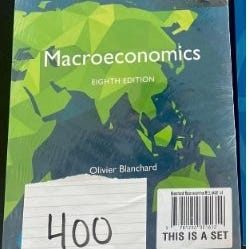 Macroeconomics
EIGHTH EDITION
Olivier Blanchard
400
THIS IS A SET